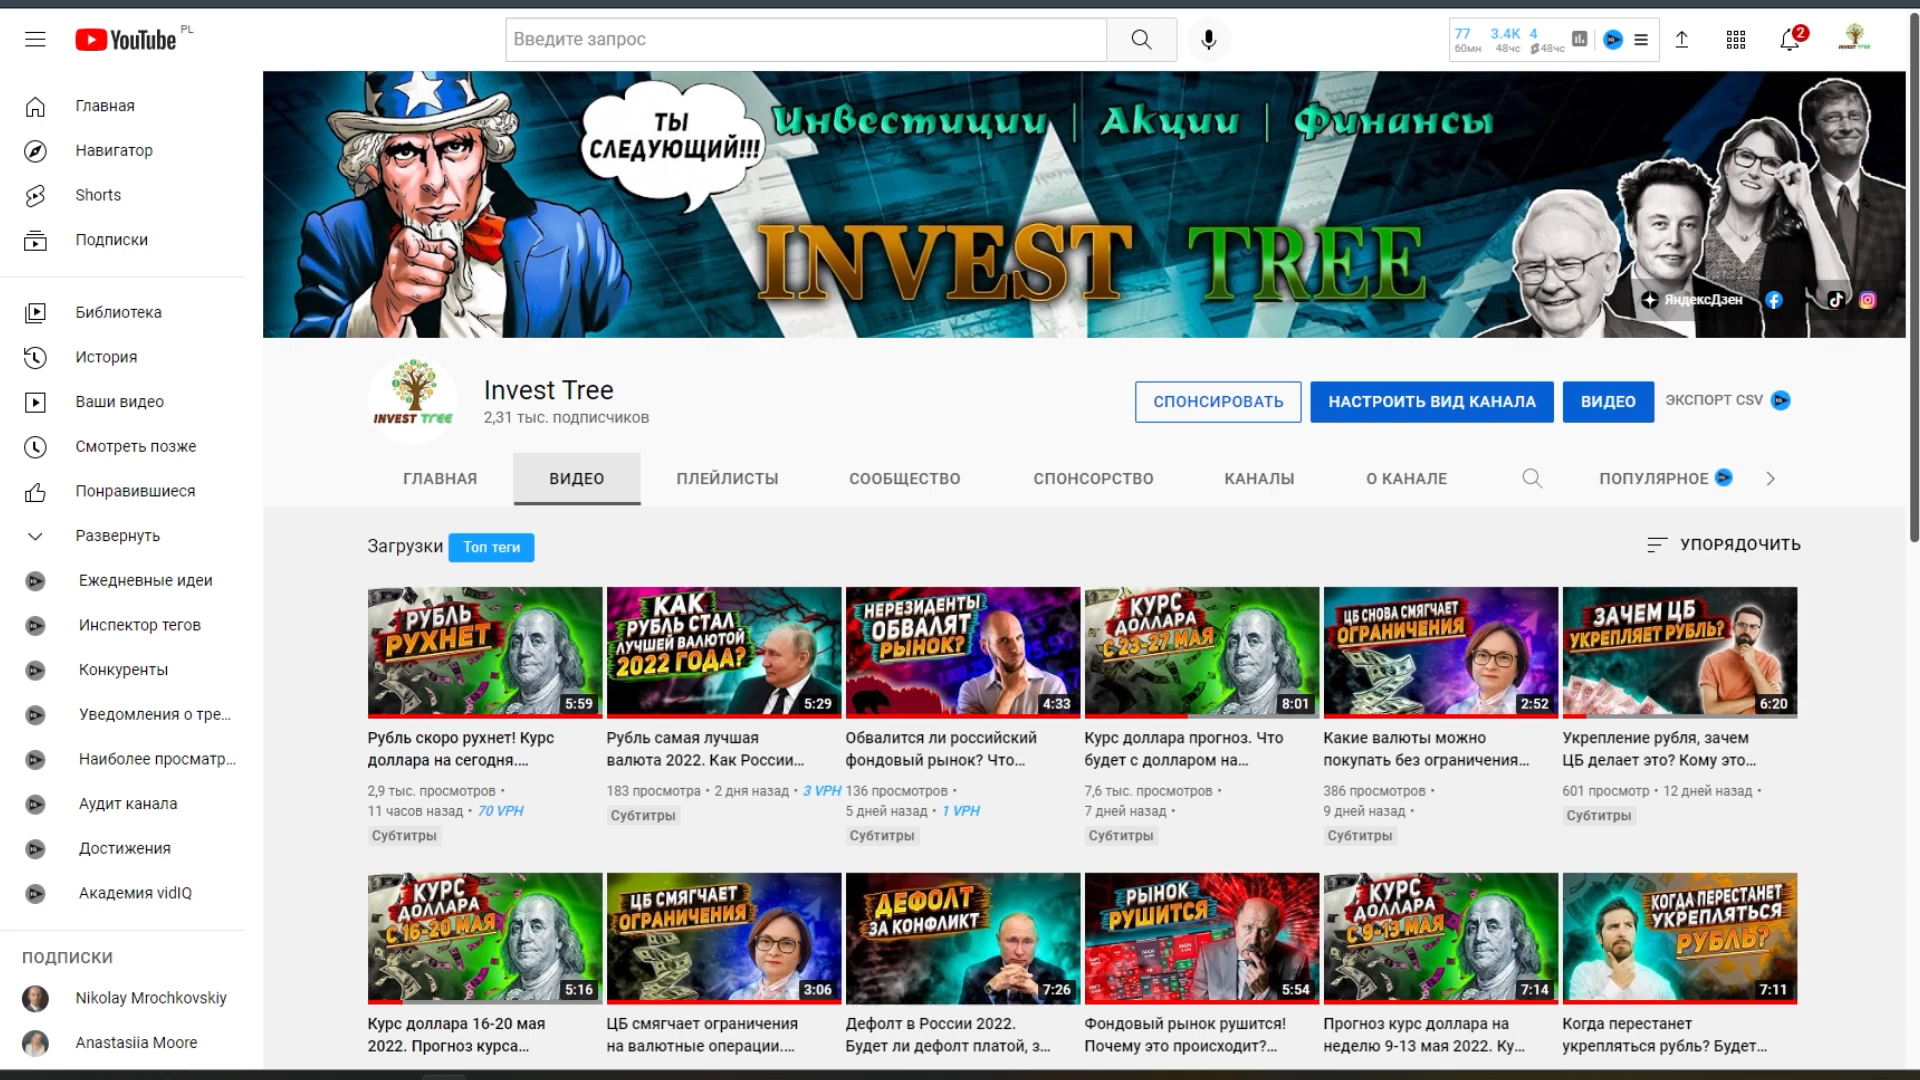 YouTube PL
Введите запрос
77 3.4K 4
60мн 48чс 48чс
2
Главная
Навигатор
Shorts
Подписки
Библиотека
История
Ваши видео
Смотреть позже
Понравившиеся
Развернуть
Ежедневные идеи
Инспектор тегов
Конкуренты
Уведомления о тре...
Наиболее просматр...
Аудит канала
Достижения
Академия vidIQ
ПОДПИСКИ
Nikolay Mrochkovskiy
Anastasiia Moore
ТЫ
СЛЕДУЮЩИЙ!!!
Инвестиции | Акции | Финансы
INVEST TREE
ЯндексДзен
INVEST TREE
Invest Tree
2,31 тыс. подписчиков
СПОНСИРОВАТЬ
НАСТРОИТЬ ВИД КАНАЛА
ВИДЕО
ЭКСПОРТ CSV
ГЛАВНАЯ ВИДЕО ПЛЕЙЛИСТЫ СООБЩЕСТВО СПОНСОРСТВО КАНАЛЫ О КАНАЛЕ ПОПУЛЯРНОЕ
Загрузки Топ теги
УПОРЯДОЧИТЬ
РУБЛЬ
РУХНЕТ
5:59
Рубль скоро рухнет! Курс
доллара на сегодня....
2,9 тыс. просмотров •
11 часов назад • 70 VPH
Субтитры
КАК
РУБЛЬ СТАЛ
ЛУЧШЕЙ ВАЛЮТОЙ
2022 ГОДА?
5:29
Рубль самая лучшая
валюта 2022. Как России...
183 просмотра • 2 дня назад • 3 VPH
Субтитры
НЕРЕЗИДЕНТЫ
ОБВАЛЯТ
РЫНОК?
4:33
Обвалится ли российский
фондовый рынок? Что...
136 просмотров •
5 дней назад • 1 VPH
Субтитры
КУРС
ДОЛЛАРА
С 23-27 МАЯ
8:01
Курс доллара прогноз. Что
будет с долларом на...
7,6 тыс. просмотров •
7 дней назад •
Субтитры
ЦБ СНОВА СМЯГЧАЕТ
ОГРАНИЧЕНИЯ
2:52
Какие валюты можно
покупать без ограничения...
386 просмотров •
9 дней назад •
Субтитры
ЗАЧЕМ ЦБ
УКРЕПЛЯЕТ РУБЛЬ?
6:20
Укрепление рубля, зачем
ЦБ делает это? Кому это...
601 просмотр • 12 дней назад •
Субтитры
КУРС
ДОЛЛАРА
С 16-20 МАЯ
5:16
Курс доллара 16-20 мая
2022. Прогноз курса...
ЦБ СМЯГЧАЕТ
ОГРАНИЧЕНИЯ
3:06
ЦБ смягчает ограничения
на валютные операции....
ДЕФОЛТ
ЗА КОНФЛИКТ
7:26
Дефолт в России 2022.
Будет ли дефолт платой, з...
РЫНОК
РУШИТСЯ
5:54
Фондовый рынок рушится!
Почему это происходит?...
КУРС
ДОЛЛАРА
С 9-13 МАЯ
7:14
Прогноз курс доллара на
неделю 9-13 мая 2022. Ку...
КОГДА ПЕРЕСТАНЕТ
УКРЕПЛЯТЬСЯ
РУБЛЬ?
7:11
Когда перестанет
укрепляться рубль? Будет...